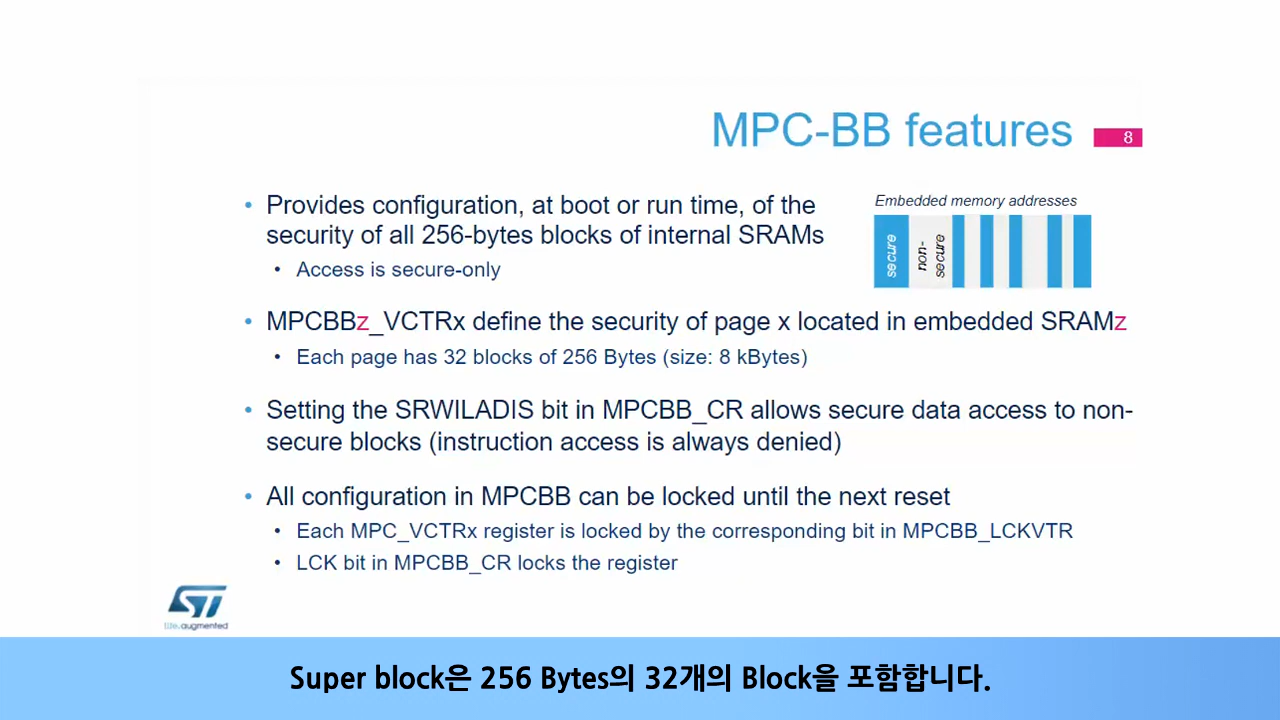 MPC-BB features
8
• Provides configuration, at boot or run time, of the
security of all 256-bytes blocks of internal SRAMs
• Access is secure-only
Embedded memory addresses
secure
non-
secure
• MPCBBz_VCTRx define the security of page x located in embedded SRAMz
• Each page has 32 blocks of 256 Bytes (size: 8 kBytes)
• Setting the SRWILADIS bit in MPCBB_CR allows secure data access to non-
secure blocks (instruction access is always denied)
• All configuration in MPCBB can be locked until the next reset
• Each MPC_VCTRx register is locked by the corresponding bit in MPCBB_LCKVTR
• LCK bit in MPCBB_CR locks the register
ST
life.augmented
Super block은 256 Bytes의 32개의 Block을 포함합니다.